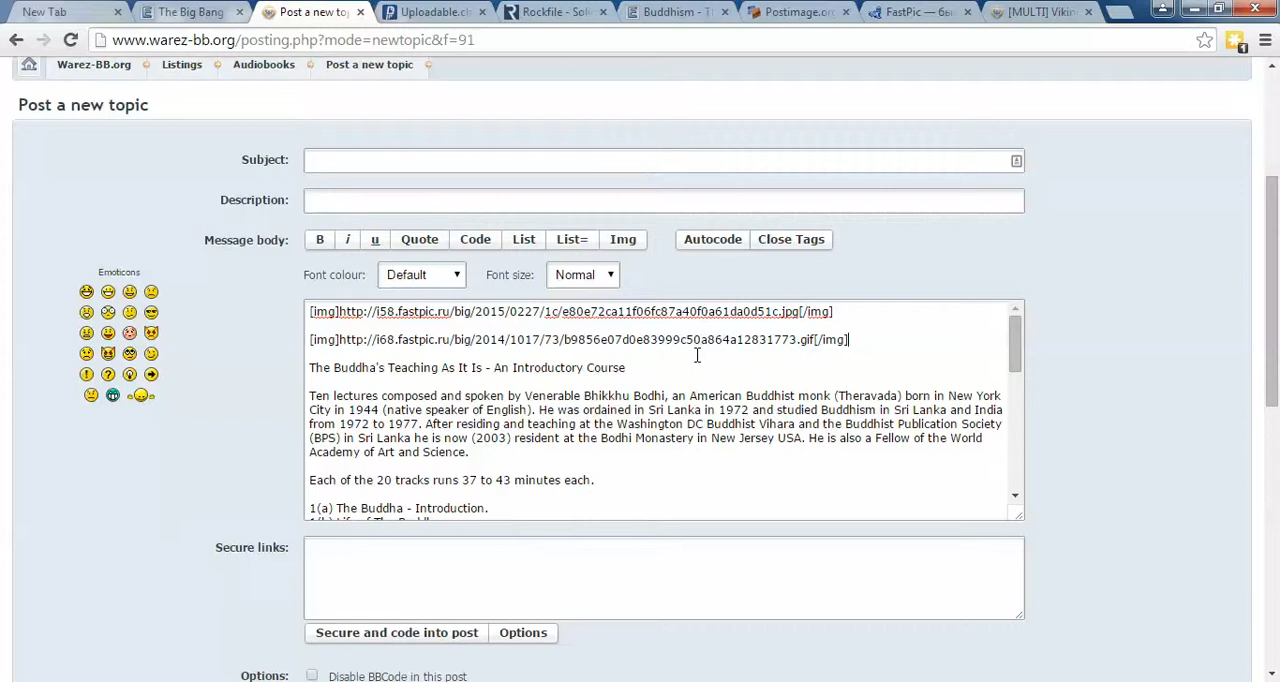 New Tab
The Big Bang
Post a new to
Uploadable.ch
Rockfile - Soli
Buddhism - T
Postimage.org
FastPic — бы
[MULTI] Vikin
www.warez-bb.org/posting.php?mode=newtopic&f=91
Warez-BB.org
Listings
Audiobooks
Post a new topic
Post a new topic
Subject:
Description:
Message body:
B
i
u
Quote
Code
List
List=
Img
Autocode
Close Tags
Emoticons
Font colour:
Default
Font size:
Normal
[img]http://i58.fastpic.ru/big/2015/0227/1c/e80e72ca11f06fc87a40f0a61da0d51c.jpg[/img]
[img]http://i68.fastpic.ru/big/2014/1017/73/b9856e07d0e83999c50a864a12831773.gif[/img]
The Buddha's Teaching As It Is - An Introductory Course
Ten lectures composed and spoken by Venerable Bhikkhu Bodhi, an American Buddhist monk (Theravada) born in New York
City in 1944 (native speaker of English). He was ordained in Sri Lanka in 1972 and studied Buddhism in Sri Lanka and India
from 1972 to 1977. After residing and teaching at the Washington DC Buddhist Vihara and the Buddhist Publication Society
(BPS) in Sri Lanka he is now (2003) resident at the Bodhi Monastery in New Jersey USA. He is also a Fellow of the World
Academy of Art and Science.
Each of the 20 tracks runs 37 to 43 minutes each.
1(a) The Buddha - Introduction.
Secure links:
Secure and code into post
Options
Options:
Disable BBCode in this post